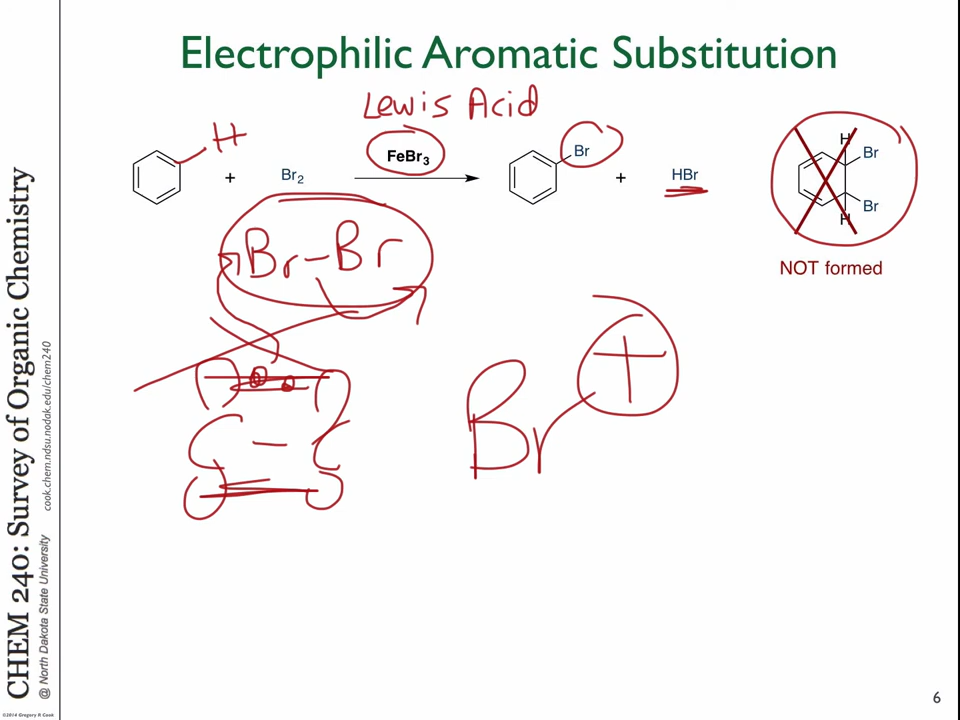 Electrophilic Aromatic Substitution
Lewis Acid
H
FeBr3
+
Br2
Br
+
HBr
H
Br
Br
H
NOT formed
Br-Br
C-C
Br+
CHEM 240: Survey of Organic Chemistry
@ North Dakota State University
cook.chem.ndsu.nodak.edu/chem240
©2014 Gregory R Cook
6